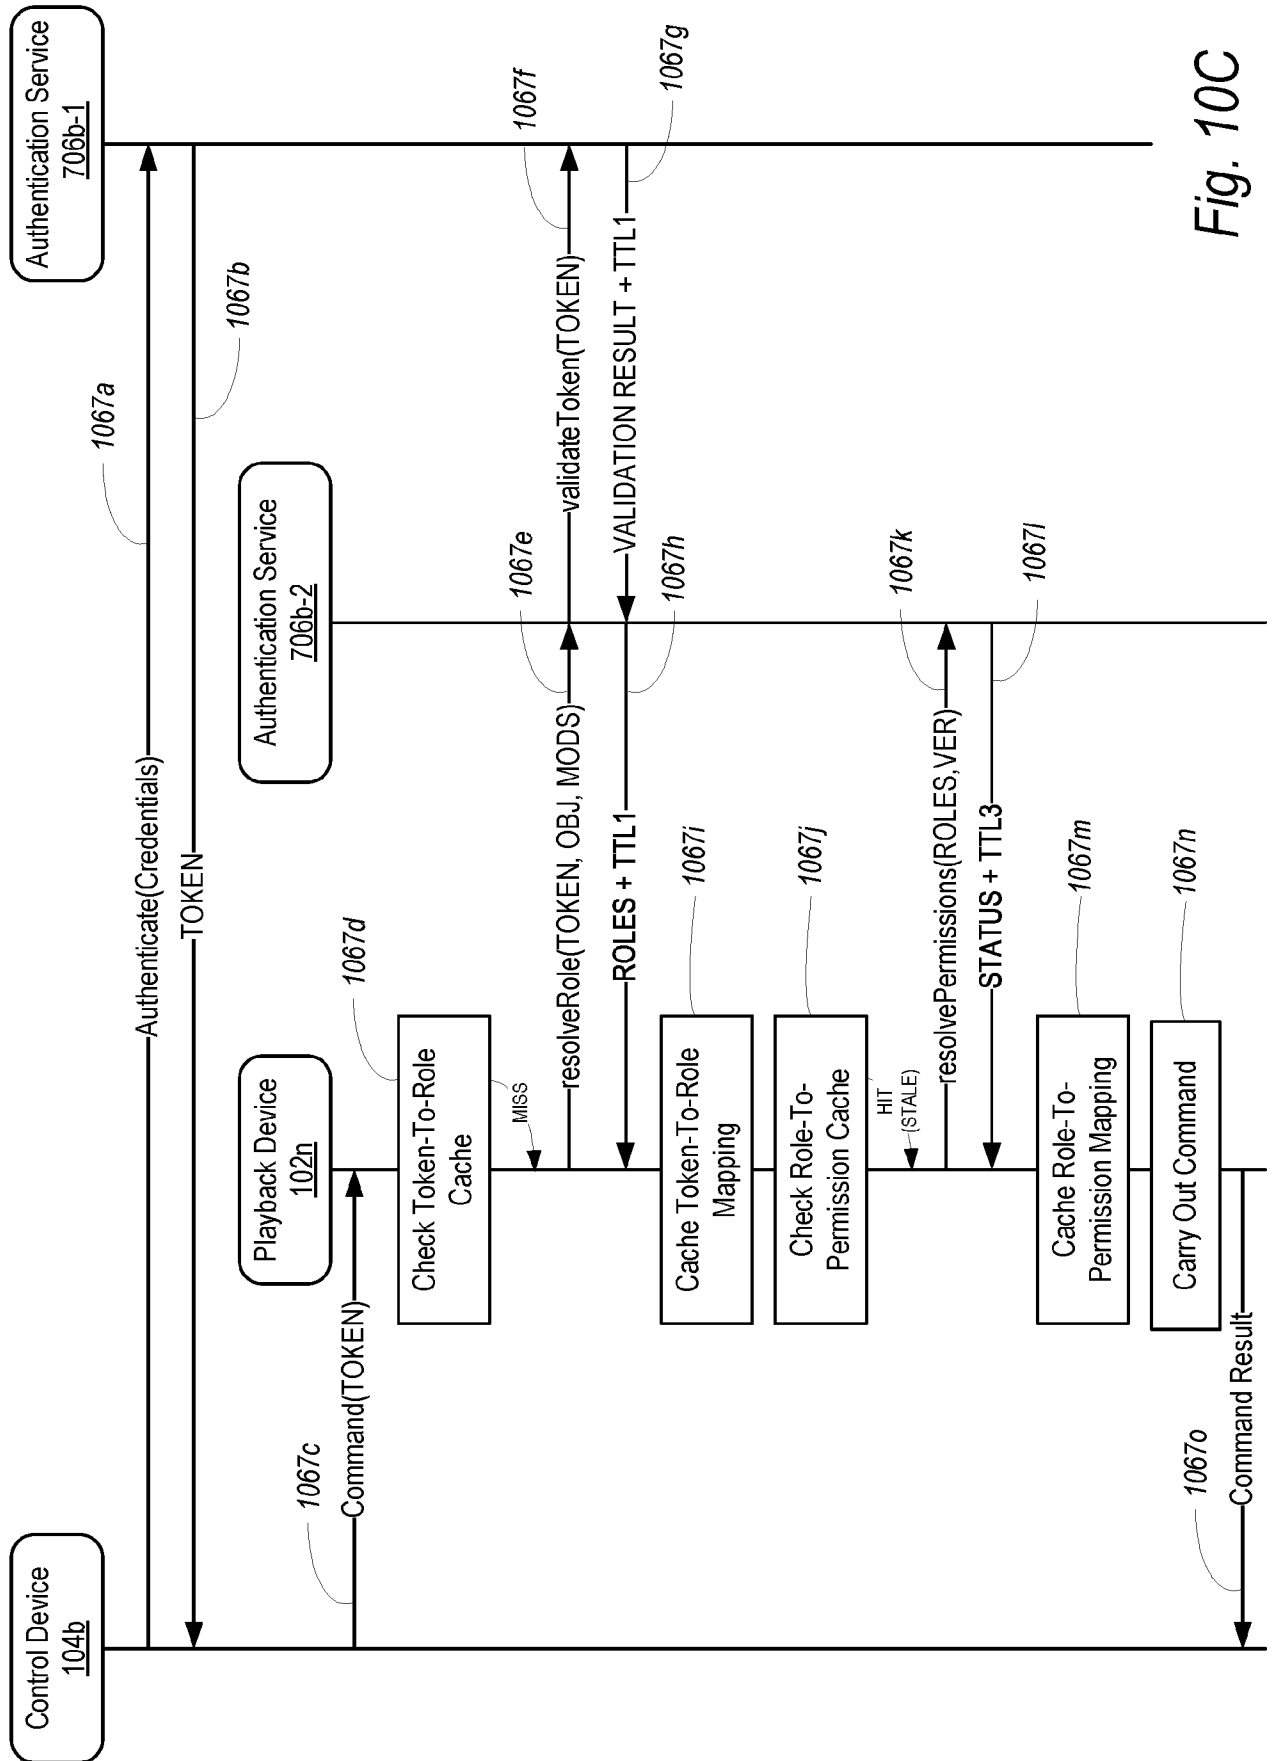 Control Device
104b
Playback Device
102n
Authentication Service
706b-2
Authentication Service
706b-1
1067a
Authenticate(Credentials)
TOKEN
1067b
1067c
Command(TOKEN)
1067d
Check Token-To-Role
Cache
MISS
1067e
resolveRole(TOKEN, OBJ, MODS)
1067f
validateToken(TOKEN)
1067g
VALIDATION RESULT + TTL1
1067h
ROLES + TTL1
1067i
Cache Token-To-Role
Mapping
1067j
Check Role-To-
Permission Cache
HIT
(STALE)
1067k
resolvePermissions(ROLES,VER)
1067l
STATUS + TTL3
1067m
Cache Role-To-
Permission Mapping
1067n
Carry Out Command
1067o
Command Result
Fig. 10C